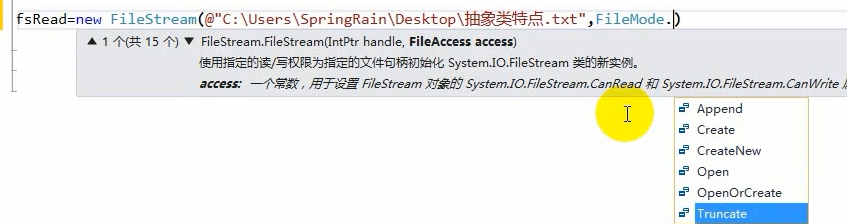 fsRead=new FileStream(@"C:\Users\SpringRain\Desktop\抽象类特点.txt",FileMode.)
▲ 1 个(共 15 个) ▼ FileStream.FileStream(IntPtr handle, FileAccess access)
使用指定的读/写权限为指定的文件句柄初始化 System.IO.FileStream 类的新实例。
access: 一个常数，用于设置 FileStream 对象的 System.IO.FileStream.CanRead 和 System.IO.FileStream.CanWrite
Append
Create
CreateNew
Open
OpenOrCreate
Truncate